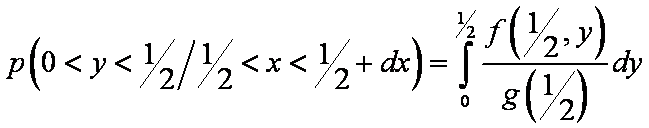 p(0 < y < 1/2 / 1/2 < x < 1/2 + dx) = ∫₀^{1/2} f(1/2, y) / g(1/2) dy